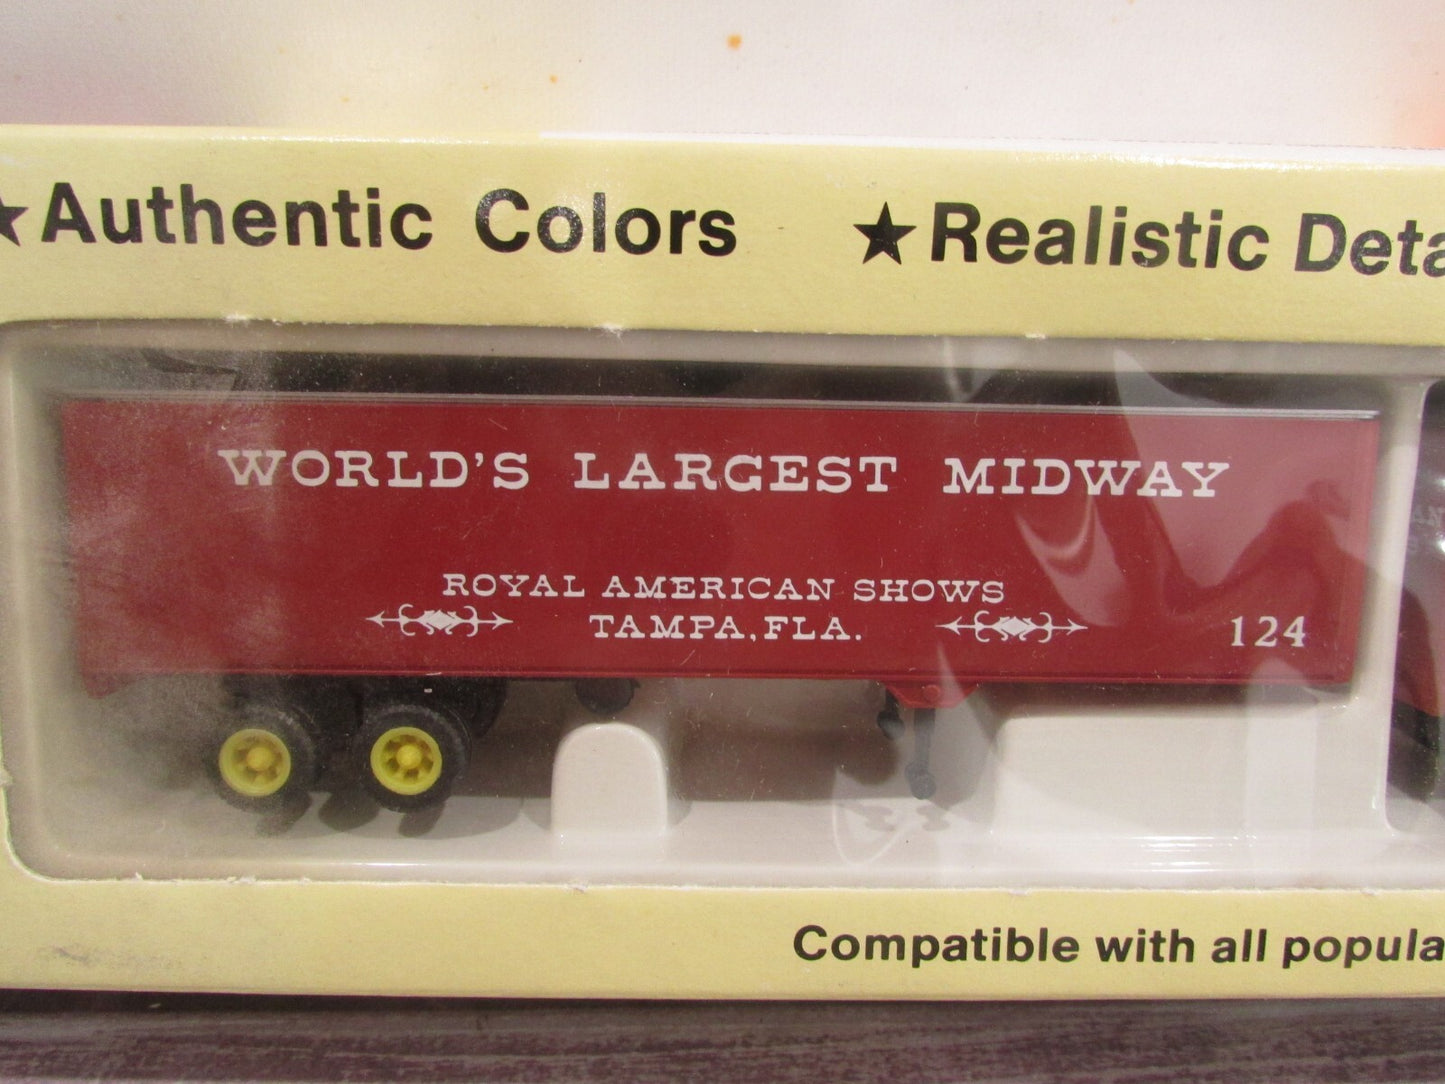 ★Authentic Colors ★Realistic Deta
WORLD'S LARGEST MIDWAY
ROYAL AMERICAN SHOWS
TAMPA, FLA.
124
Compatible with all popula